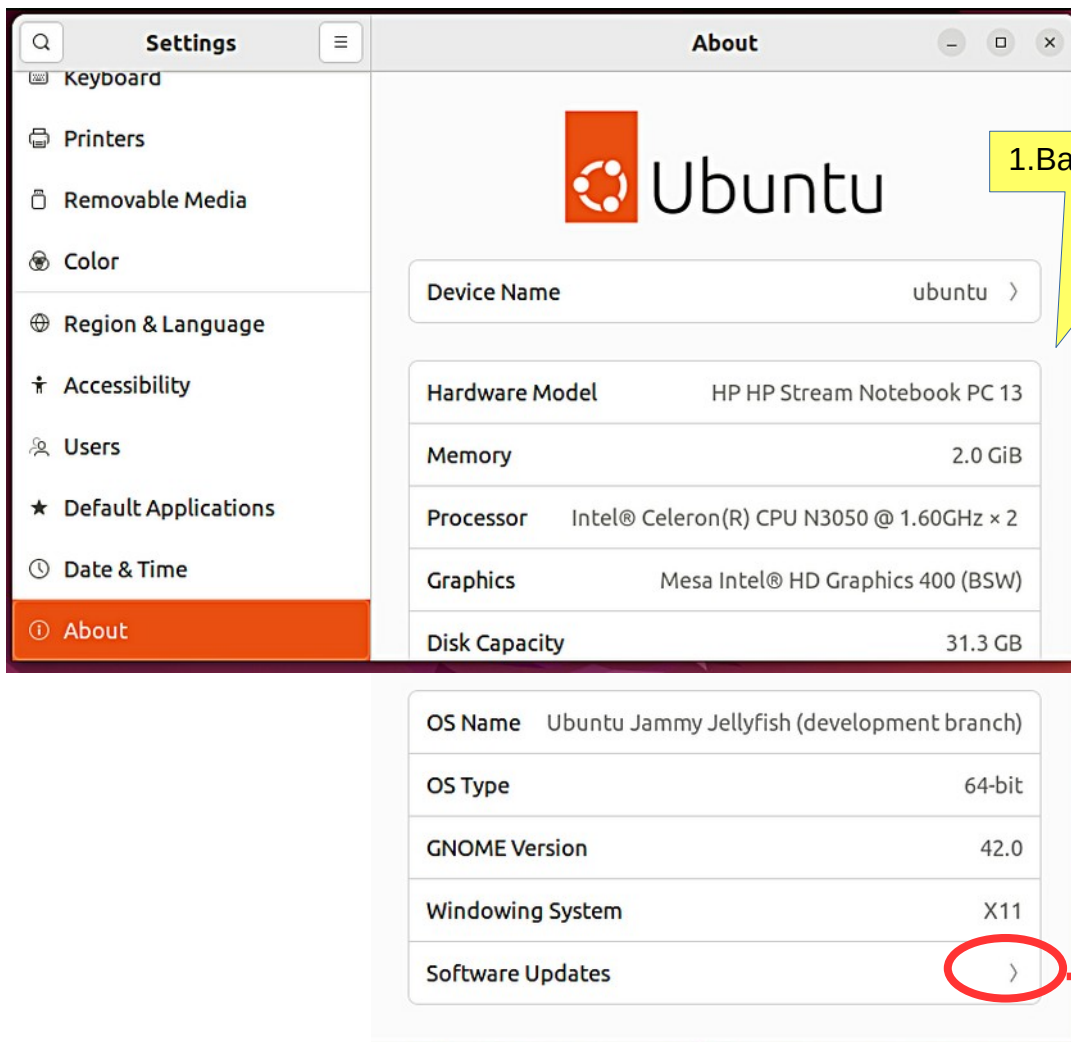 Settings
About
Keyboard
Printers
Removable Media
Color
Region & Language
Accessibility
Users
Default Applications
Date & Time
About
Ubuntu
1.Ba
Device Name ubuntu
Hardware Model HP HP Stream Notebook PC 13
Memory 2.0 GiB
Processor Intel® Celeron(R) CPU N3050 @ 1.60GHz × 2
Graphics Mesa Intel® HD Graphics 400 (BSW)
Disk Capacity 31.3 GB
OS Name Ubuntu Jammy Jellyfish (development branch)
OS Type 64-bit
GNOME Version 42.0
Windowing System X11
Software Updates